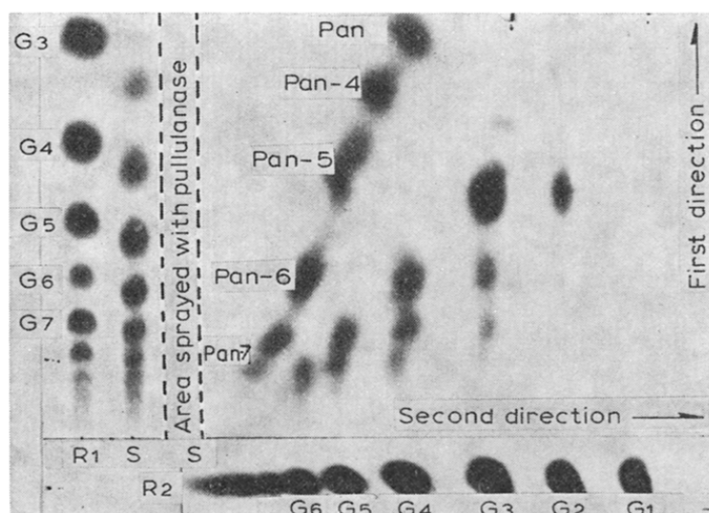 G3
G4
G5
G6
G7
Area sprayed with pullulanase
Pan
Pan-4
Pan-5
Pan-6
Pan7
First direction
Second direction
R1 S S
R2
G6 G5 G4 G3 G2 G1